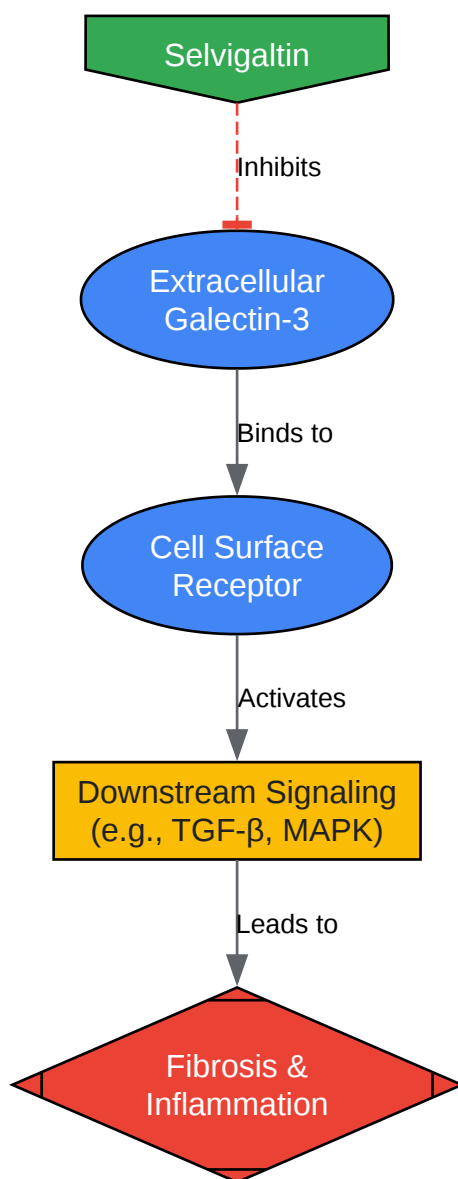 Selvigaltin
Inhibits
Extracellular
Galectin-3
Binds to
Cell Surface
Receptor
Activates
Downstream Signaling
(e.g., TGF-β, MAPK)
Leads to
Fibrosis &
Inflammation